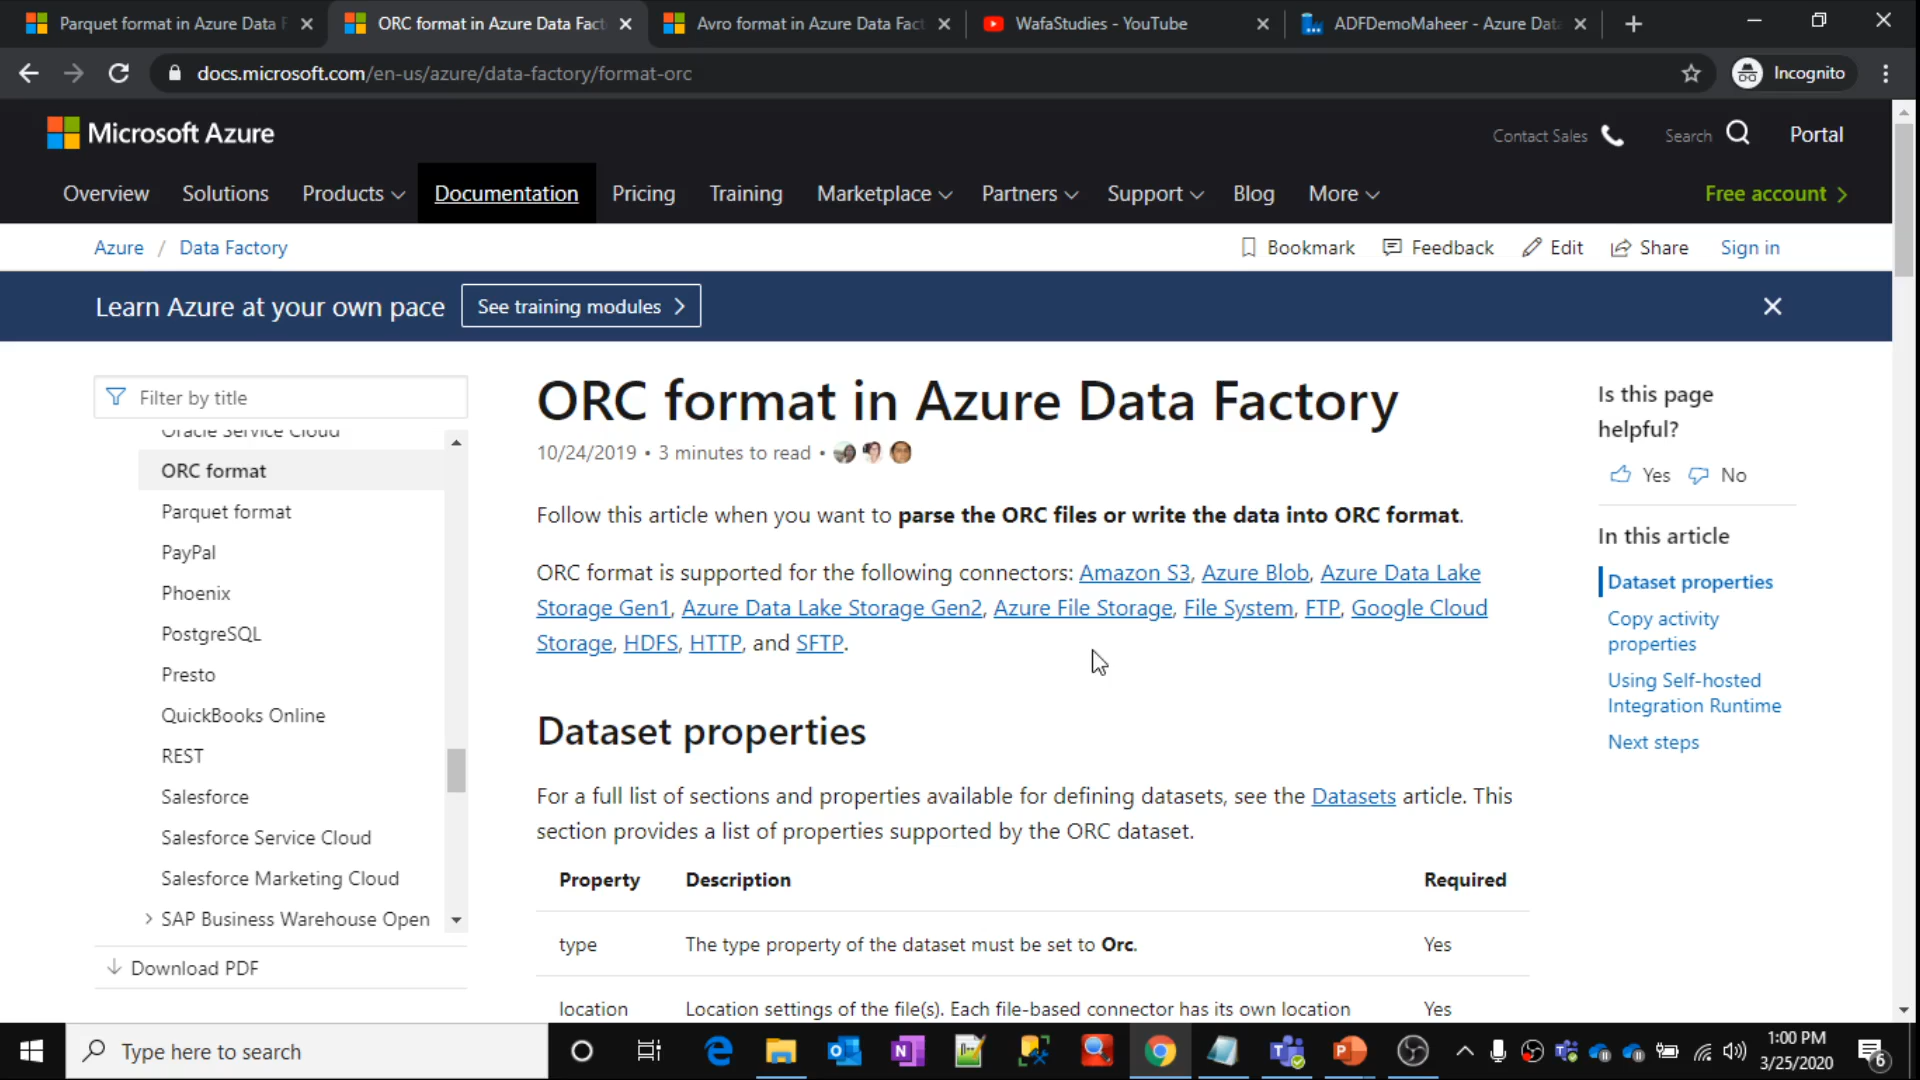 Parquet format in Azure Data F
ORC format in Azure Data Fact
Avro format in Azure Data Fact
WafaStudies - YouTube
ADFDemoMaheer - Azure Data
docs.microsoft.com/en-us/azure/data-factory/format-orc
Incognito
Microsoft Azure
Contact Sales
Search
Portal
Overview
Solutions
Products
Documentation
Pricing
Training
Marketplace
Partners
Support
Blog
More
Free account
Azure / Data Factory
Bookmark
Feedback
Edit
Share
Sign in
Learn Azure at your own pace
See training modules
Filter by title
Oracle Service Cloud
ORC format
Parquet format
PayPal
Phoenix
PostgreSQL
Presto
QuickBooks Online
REST
Salesforce
Salesforce Service Cloud
Salesforce Marketing Cloud
SAP Business Warehouse Open
Download PDF
ORC format in Azure Data Factory
10/24/2019 • 3 minutes to read •
Follow this article when you want to parse the ORC files or write the data into ORC format.
ORC format is supported for the following connectors: Amazon S3, Azure Blob, Azure Data Lake
Storage Gen1, Azure Data Lake Storage Gen2, Azure File Storage, File System, FTP, Google Cloud
Storage, HDFS, HTTP, and SFTP.
Dataset properties
For a full list of sections and properties available for defining datasets, see the Datasets article. This
section provides a list of properties supported by the ORC dataset.
Property Description Required
type The type property of the dataset must be set to Orc. Yes
location Location settings of the file(s). Each file-based connector has its own location Yes
Is this page
helpful?
Yes No
In this article
Dataset properties
Copy activity
properties
Using Self-hosted
Integration Runtime
Next steps
Type here to search
1:00 PM
3/25/2020
6